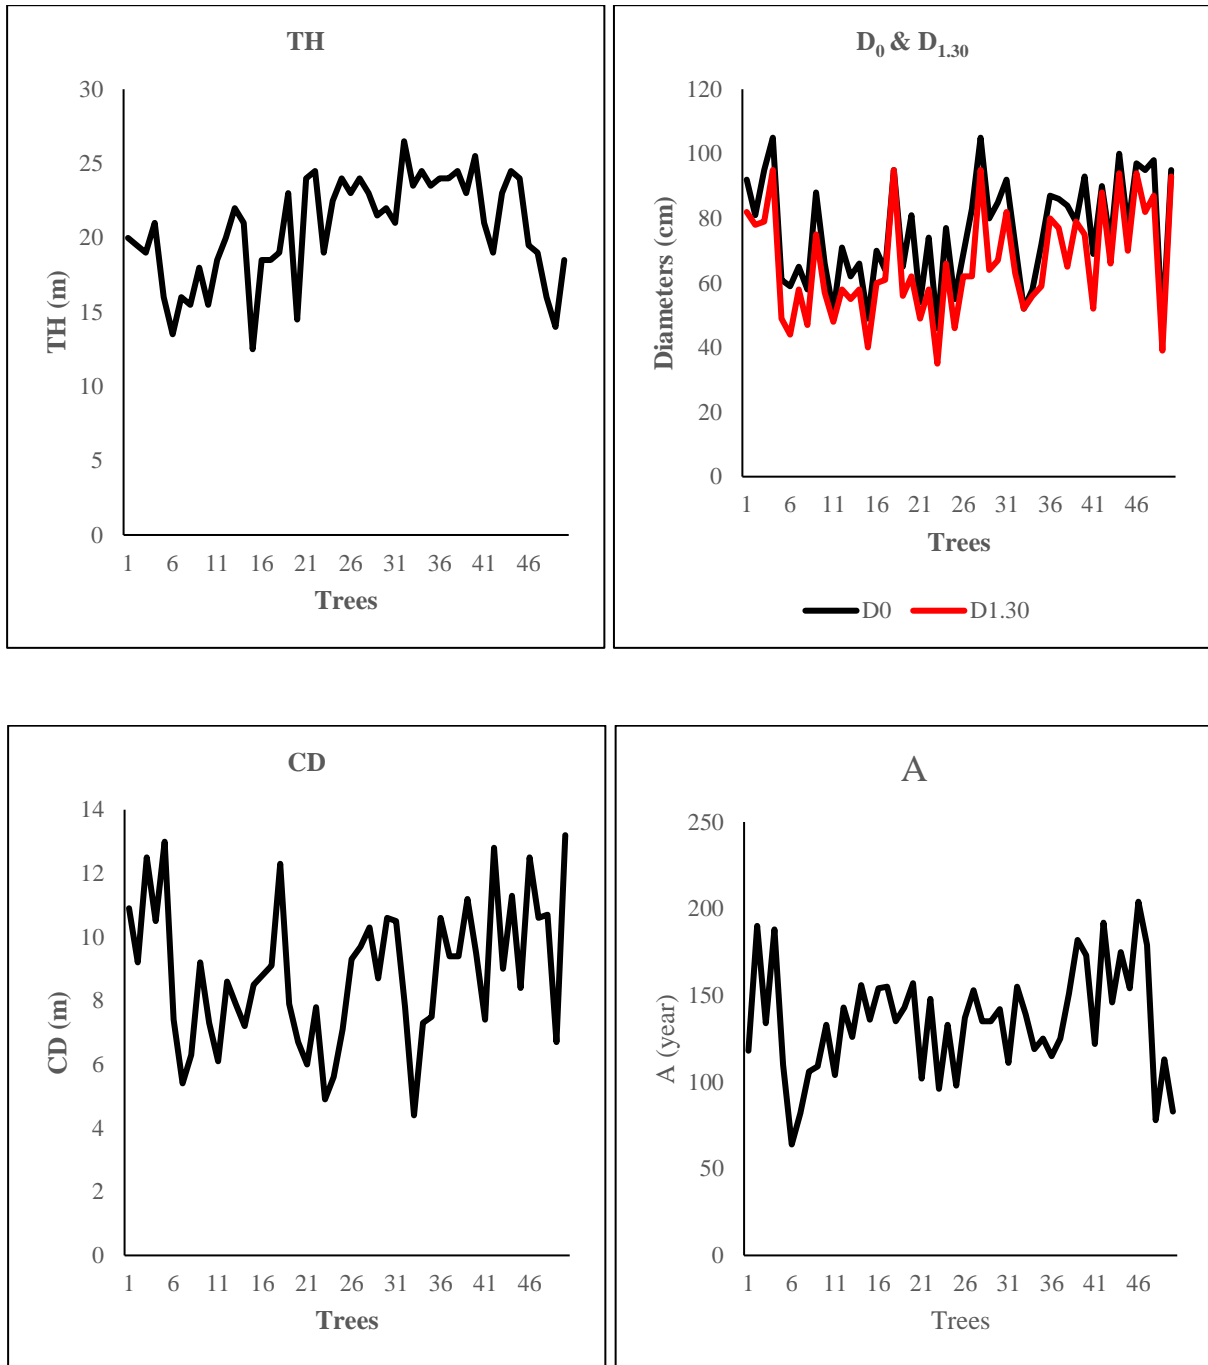 TH
30
25
20
15
10
5
0
TH (m)
1 6 11 16 21 26 31 36 41 46
Trees
D0 & D1.30
120
100
80
60
40
20
0
Diameters (cm)
1 6 11 16 21 26 31 36 41 46
Trees
D0 D1.30
CD
14
12
10
8
6
4
2
0
CD (m)
1 6 11 16 21 26 31 36 41 46
Trees
A
250
200
150
100
50
0
A (year)
1 6 11 16 21 26 31 36 41 46
Trees